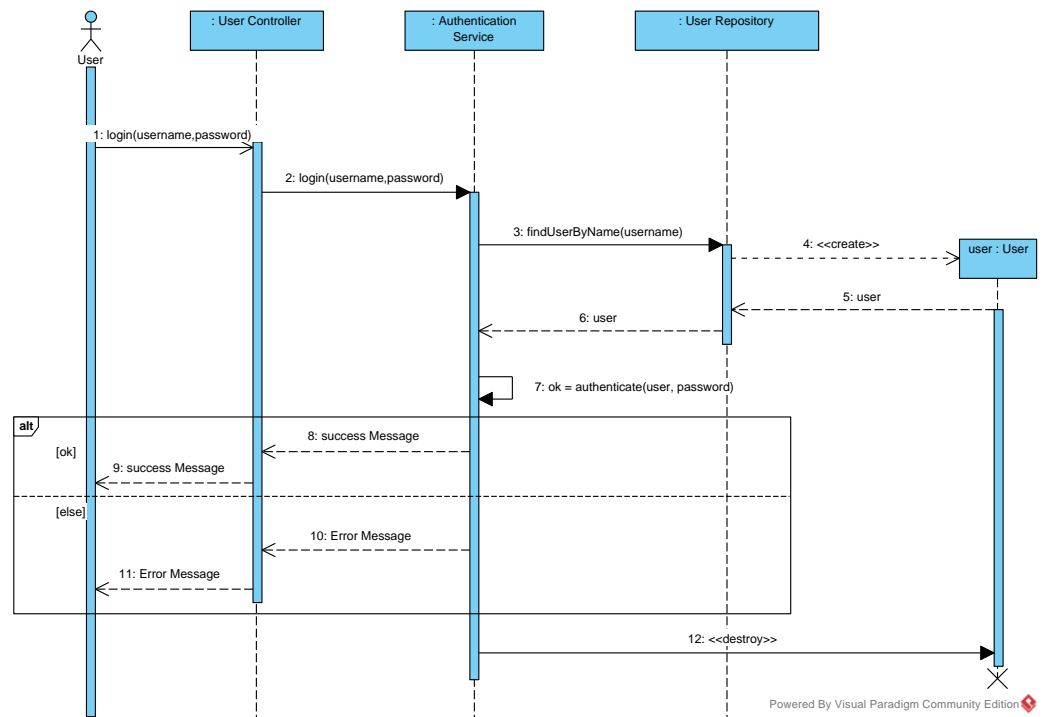 : User Controller
: Authentication
Service
: User Repository
User
1: login(username,password)
2: login(username,password)
3: findUserByName(username)
4: <<create>>
user : User
5: user
6: user
7: ok = authenticate(user, password)
alt
8: success Message
[ok]
9: success Message
[else]
10: Error Message
11: Error Message
12: <<destroy>>
Powered By Visual Paradigm Community Edition